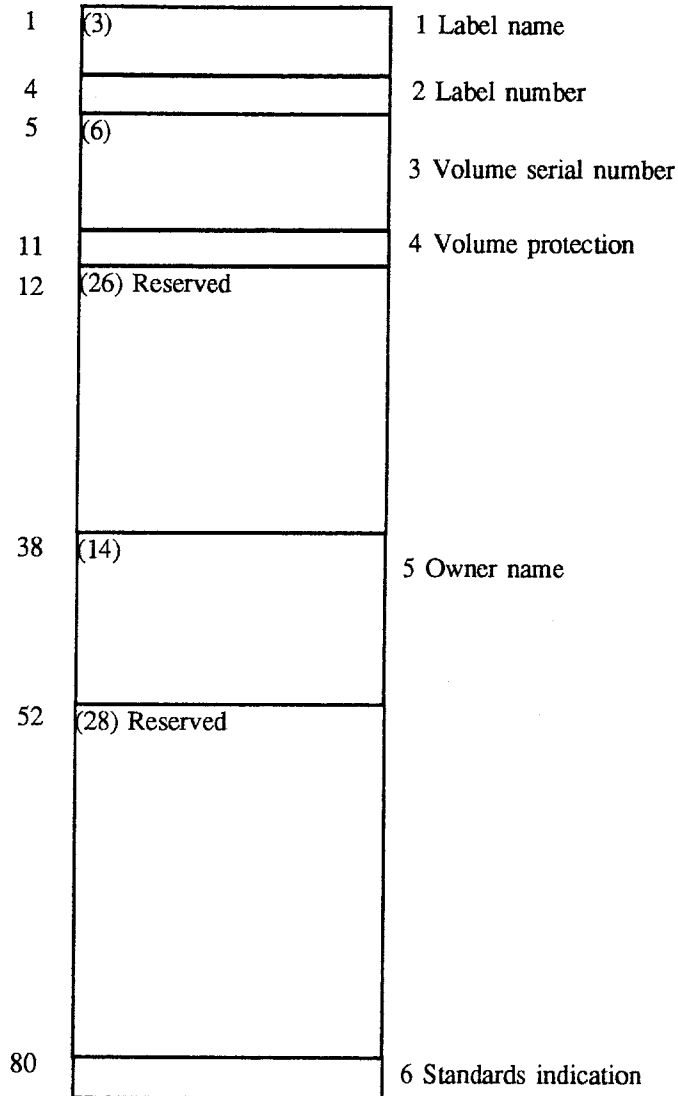 1 (3) 1 Label name
4 2 Label number
5 (6)
3 Volume serial number
11 4 Volume protection
12 (26) Reserved
38 (14)
5 Owner name
52 (28) Reserved
80 6 Standards indication